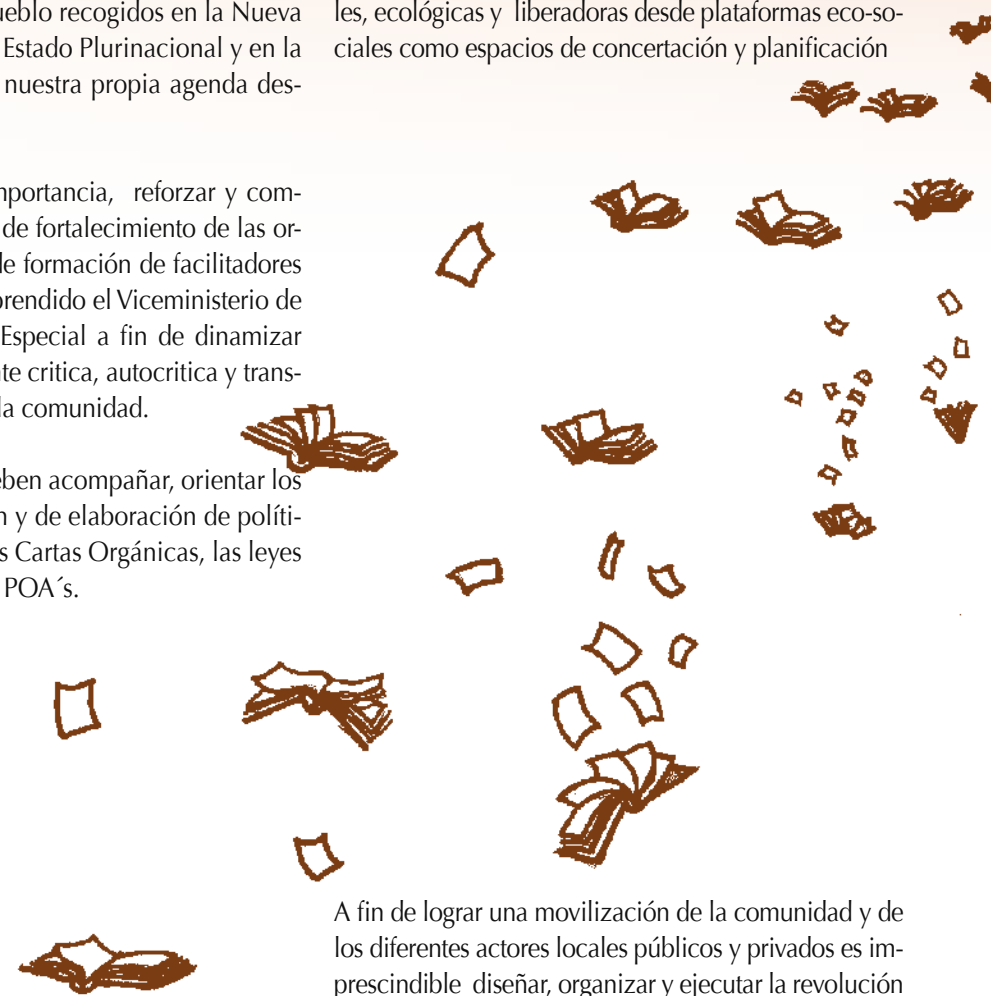 ueblo recogidos en la Nueva
Estado Plurinacional y en la
nuestra propia agenda des-
mportancia, reforzar y com-
de fortalecimiento de las or-
de formación de facilitadores
prendido el Viceministerio de
Especial a fin de dinamizar
te critica, autocritica y trans-
la comunidad.
eben acompañar, orientar los
n y de elaboración de políti-
s Cartas Orgánicas, las leyes
POA´s.
les, ecológicas y liberadoras desde plataformas eco-so-
ciales como espacios de concertación y planificación
A fin de lograr una movilización de la comunidad y de
los diferentes actores locales públicos y privados es im-
prescindible diseñar, organizar y ejecutar la revolución